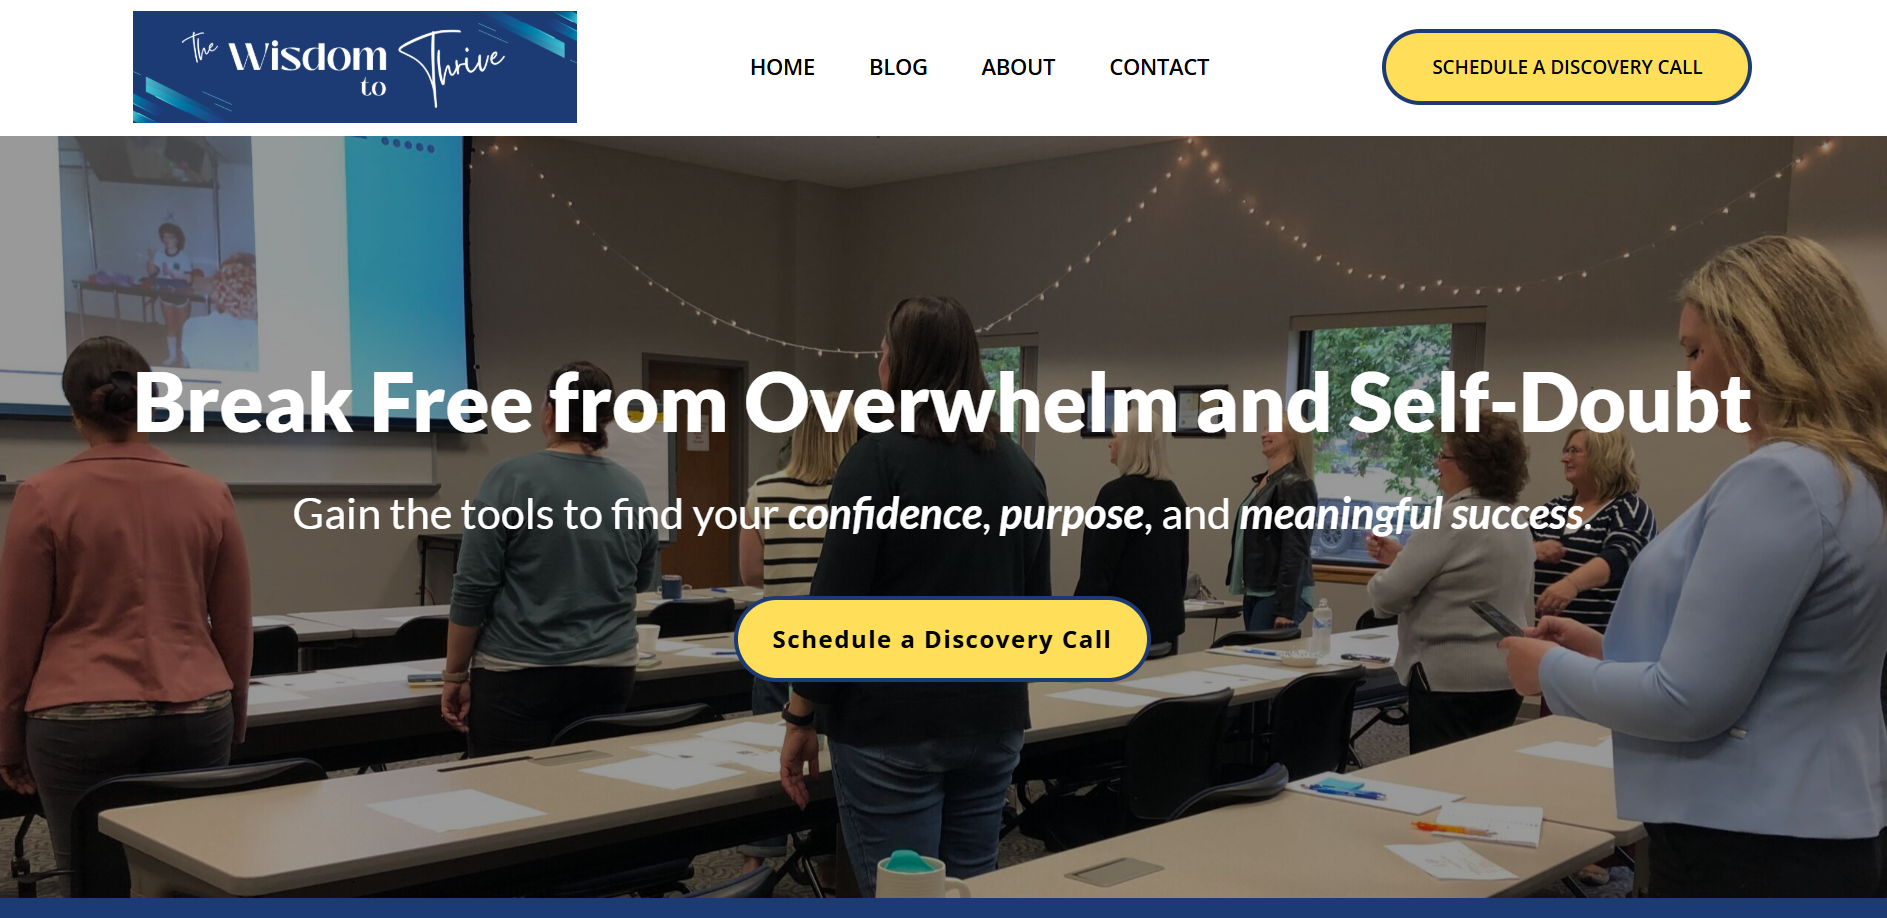 The Wisdom to Thrive
HOME BLOG ABOUT CONTACT
SCHEDULE A DISCOVERY CALL
Break Free from Overwhelm and Self-Doubt
Gain the tools to find your confidence, purpose, and meaningful success.
Schedule a Discovery Call